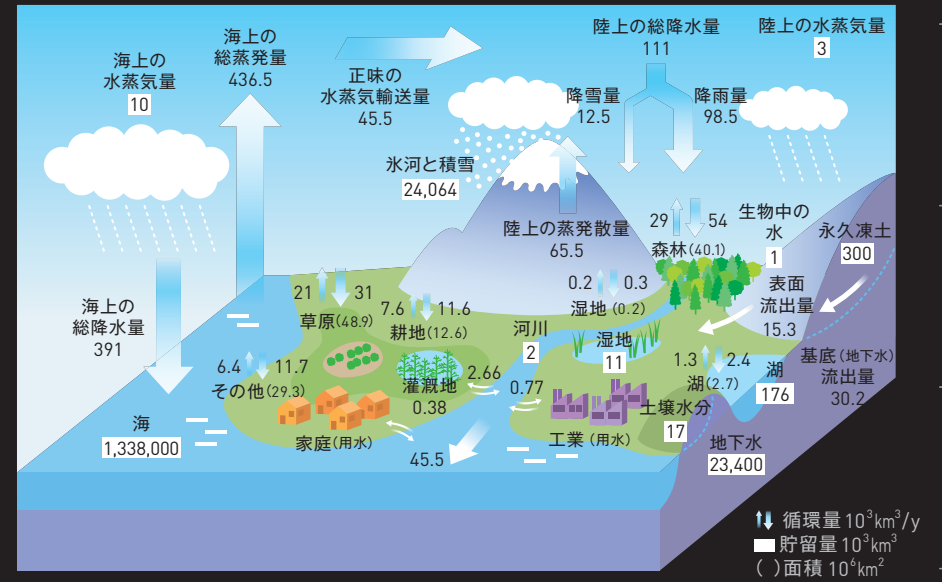 海上の
総蒸発量
436.5
海上の
水蒸気量
10
正味の
水蒸気輸送量
45.5
陸上の総降水量
111
陸上の水蒸気量
3
降雪量
12.5
降雨量
98.5
氷河と積雪
24,064
陸上の蒸発散量
65.5
29
54
森林(40.1)
生物中の
水
1
永久凍土
300
表面
流出量
15.3
基底(地下水)
流出量
30.2
0.2
0.3
湿地(0.2)
湿地
11
21
31
草原(48.9)
7.6
11.6
耕地(12.6)
河川
2
海上の
総降水量
391
6.4
11.7
その他(29.3)
灌漑地
0.38
2.66
0.77
1.3
2.4
湖(2.7)
湖
176
土壌水分
17
海
1,338,000
家庭(用水)
45.5
工業(用水)
地下水
23,400
循環量 10³km³/y
貯留量 10³km³
( )面積 10⁶km²